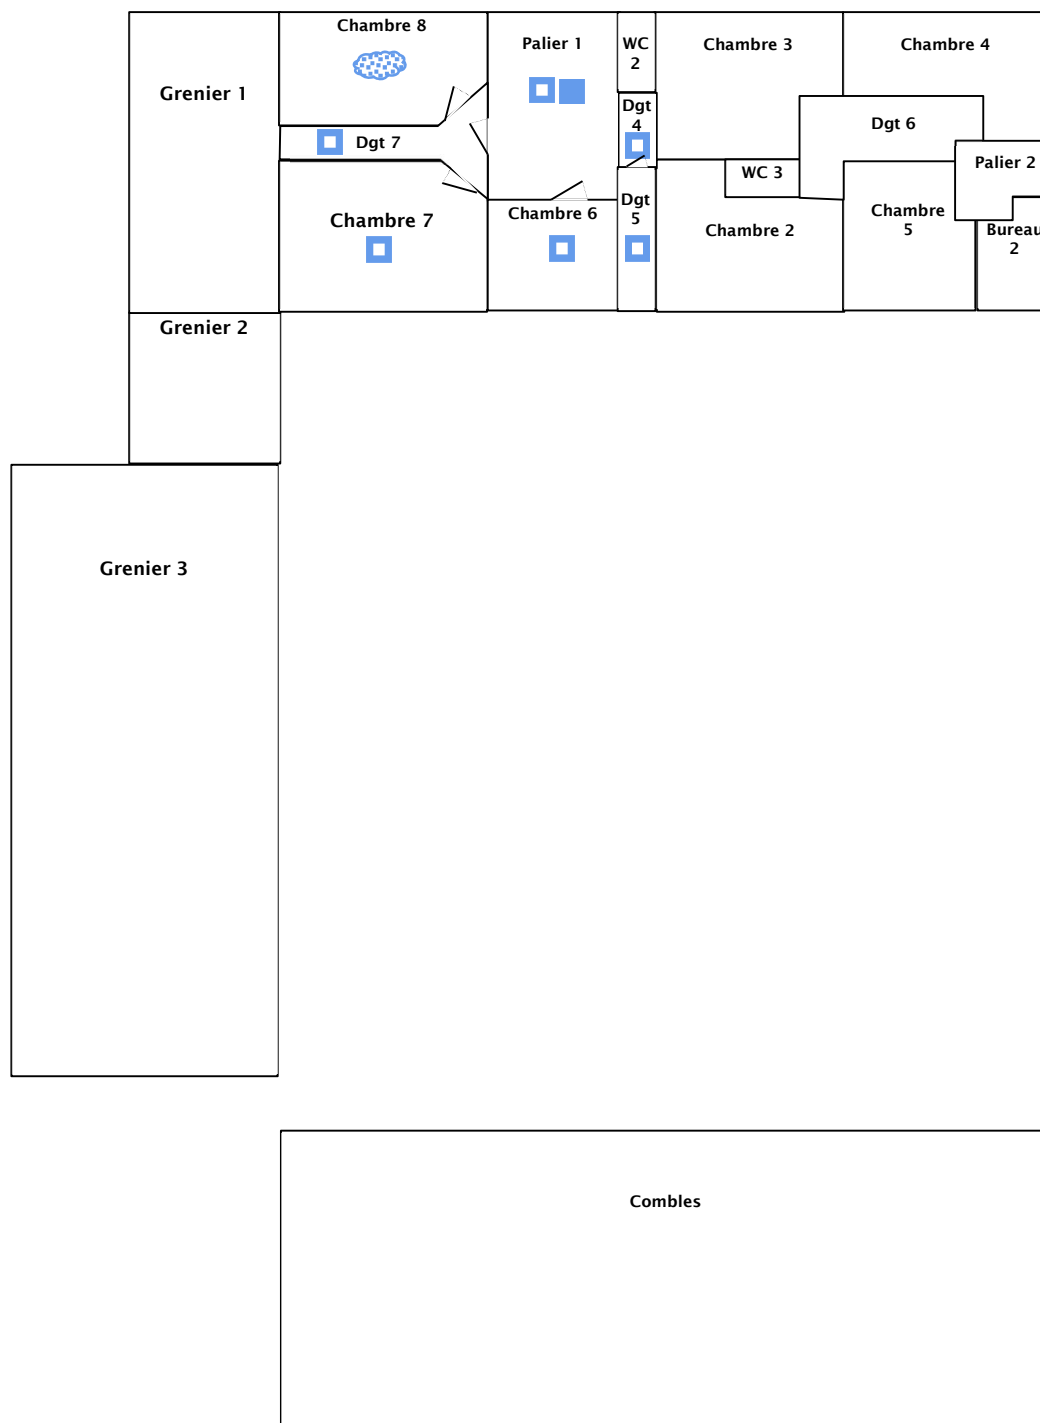 Chambre 8
Palier 1
WC
2
Chambre 3
Chambre 4
Grenier 1
Dgt
4
Dgt 6
Dgt 7
Palier 2
WC 3
Dgt
5
Chambre 7
Chambre 6
Chambre 2
Chambre
5
Bureau
2
Grenier 2
Grenier 3
Combles